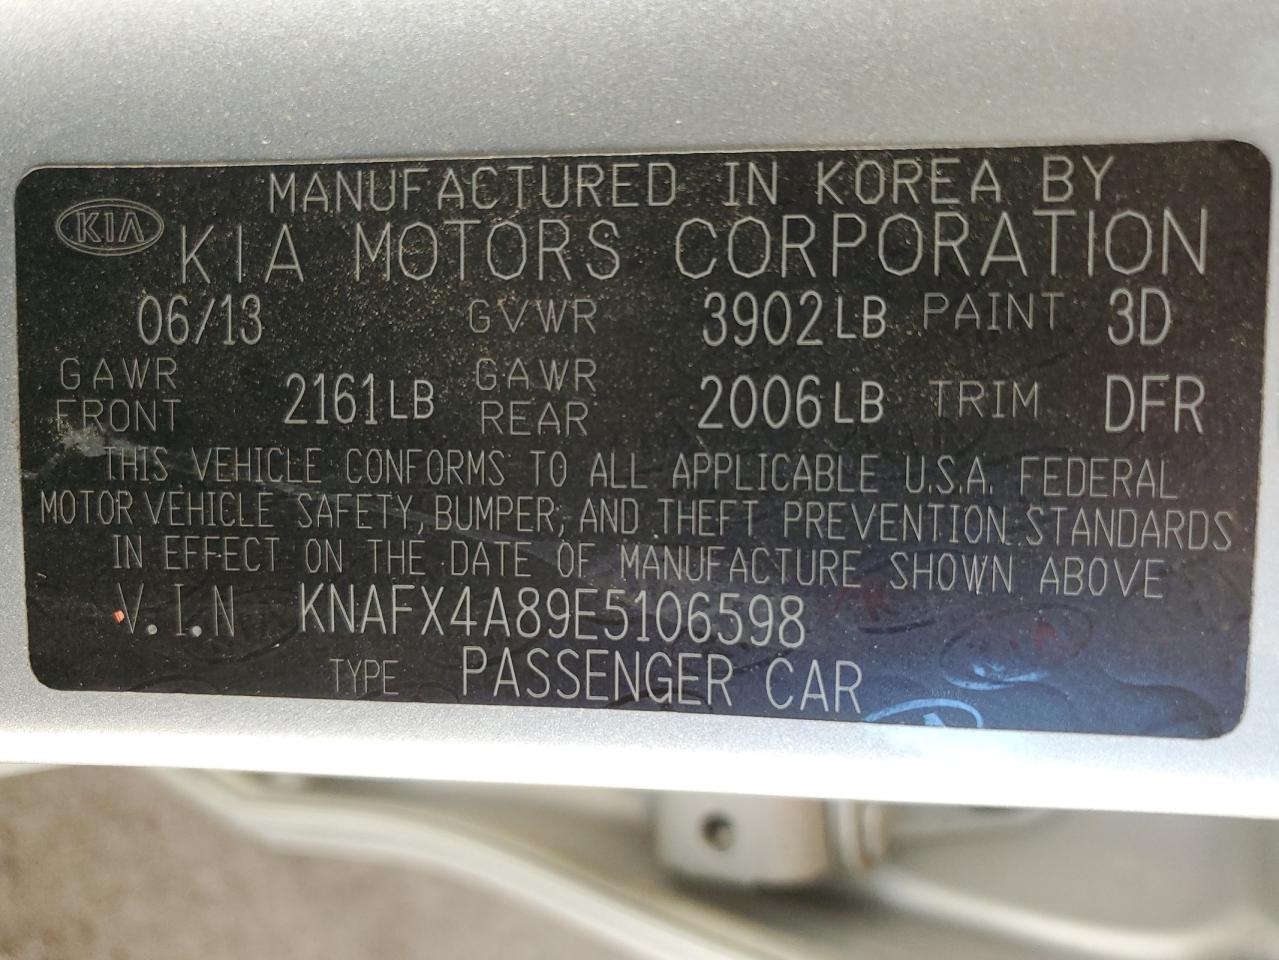 MANUFACTURED IN KOREA BY
KIA KIA MOTORS CORPORATION
06/13 GVWR 3902LB PAINT 3D
GAWR FRONT 2161LB GAWR REAR 2006LB TRIM DFR
THIS VEHICLE CONFORMS TO ALL APPLICABLE U.S.A. FEDERAL
MOTOR VEHICLE SAFETY, BUMPER, AND THEFT PREVENTION STANDARDS
IN EFFECT ON THE DATE OF MANUFACTURE SHOWN ABOVE
V.I.N KNAFX4A89E5106598
TYPE PASSENGER CAR